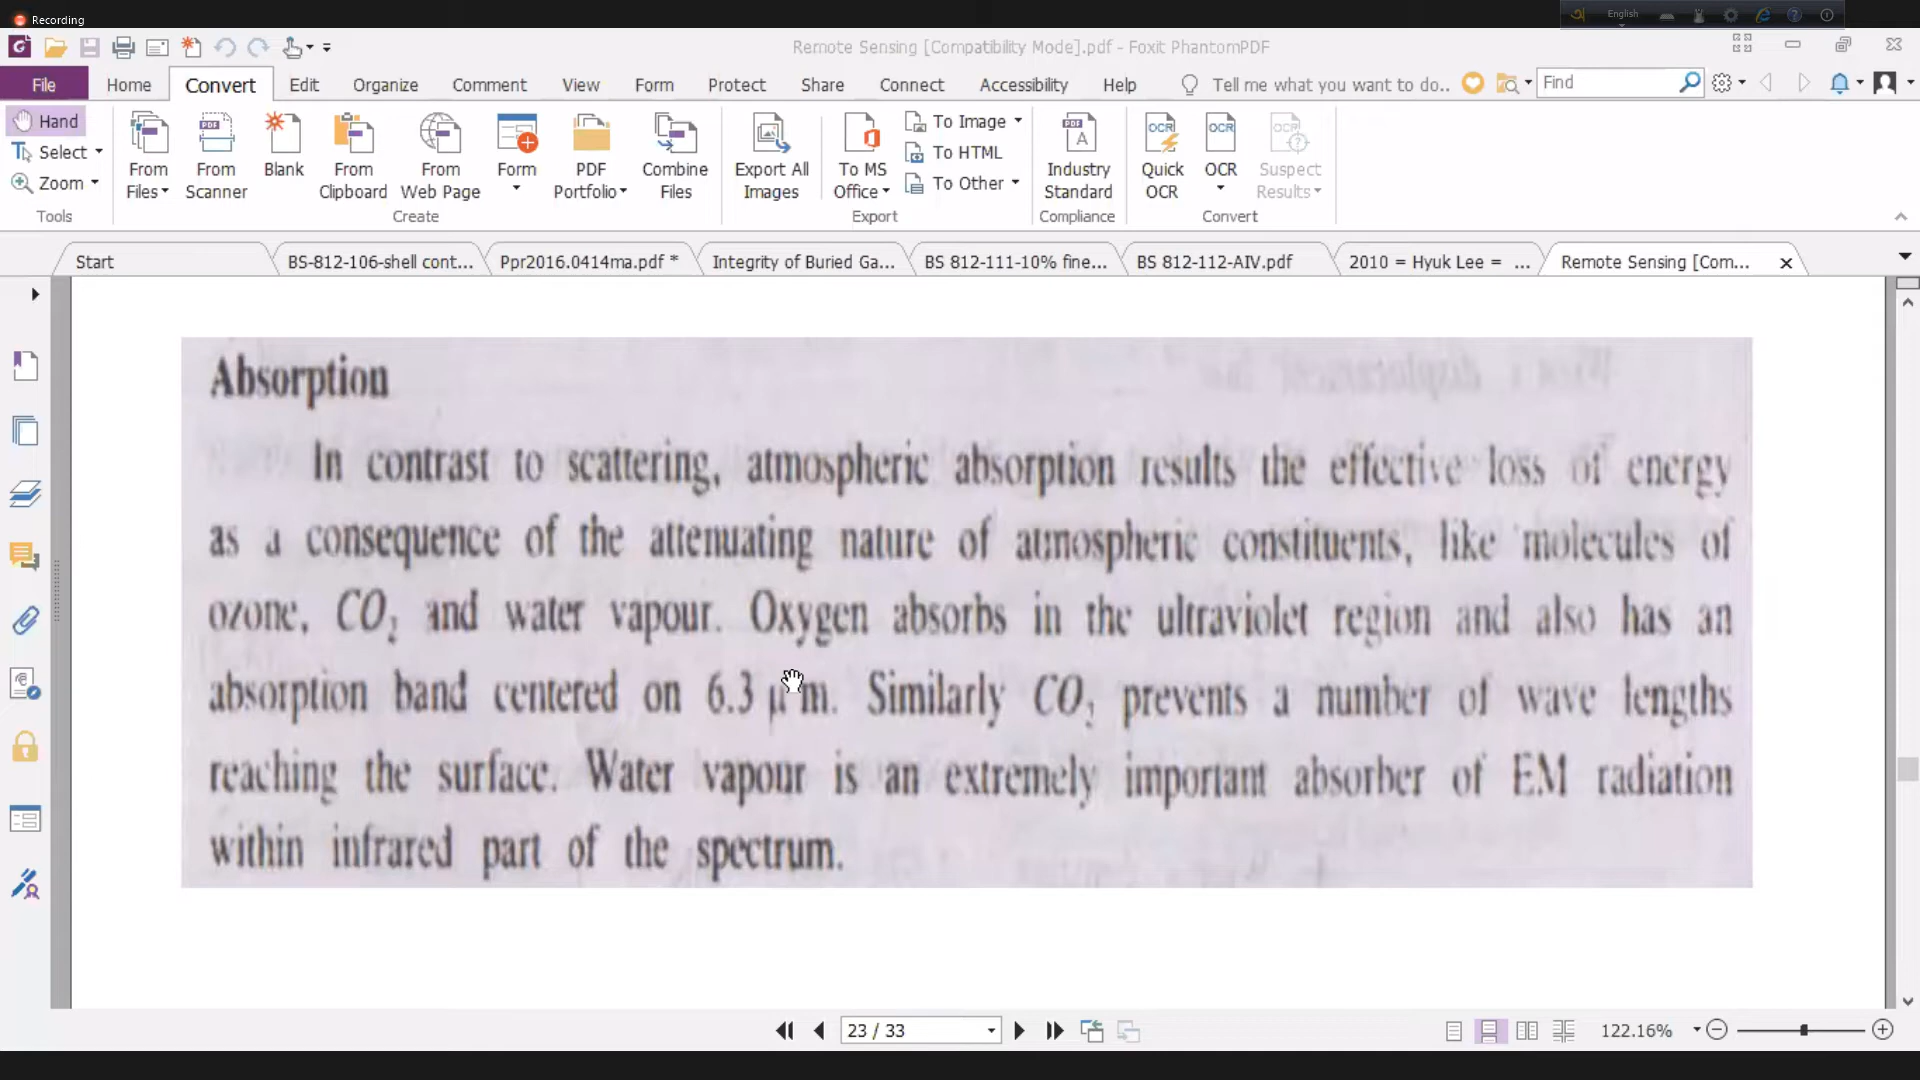 Recording
English
Remote Sensing [Compatibility Mode].pdf - Foxit PhantomPDF
File Home Convert Edit Organize Comment View Form Protect Share Connect Accessibility Help Tell me what you want to do.. Find
Hand
Select
Zoom
Tools
From Files
From Scanner
Blank
From Clipboard
From Web Page
Form
PDF Portfolio
Combine Files
Create
Export All Images
To MS Office
To Image
To HTML
To Other
Export
Industry Standard
Compliance
Quick OCR
OCR
Suspect Results
Convert
Start BS-812-106-shell cont... Ppr2016.0414ma.pdf * Integrity of Buried Ga... BS 812-111-10% fine... BS 812-112-AIV.pdf 2010 = Hyuk Lee = ... Remote Sensing [Com...
Absorption
In contrast to scattering, atmospheric absorption results the effective loss of energy
as a consequence of the attenuating nature of atmospheric constituents, like molecules of
ozone, CO2 and water vapour. Oxygen absorbs in the ultraviolet region and also has an
absorption band centered on 6.3 μm. Similarly CO2 prevents a number of wave lengths
reaching the surface. Water vapour is an extremely important absorber of EM radiation
within infrared part of the spectrum.
23 / 33
122.16%